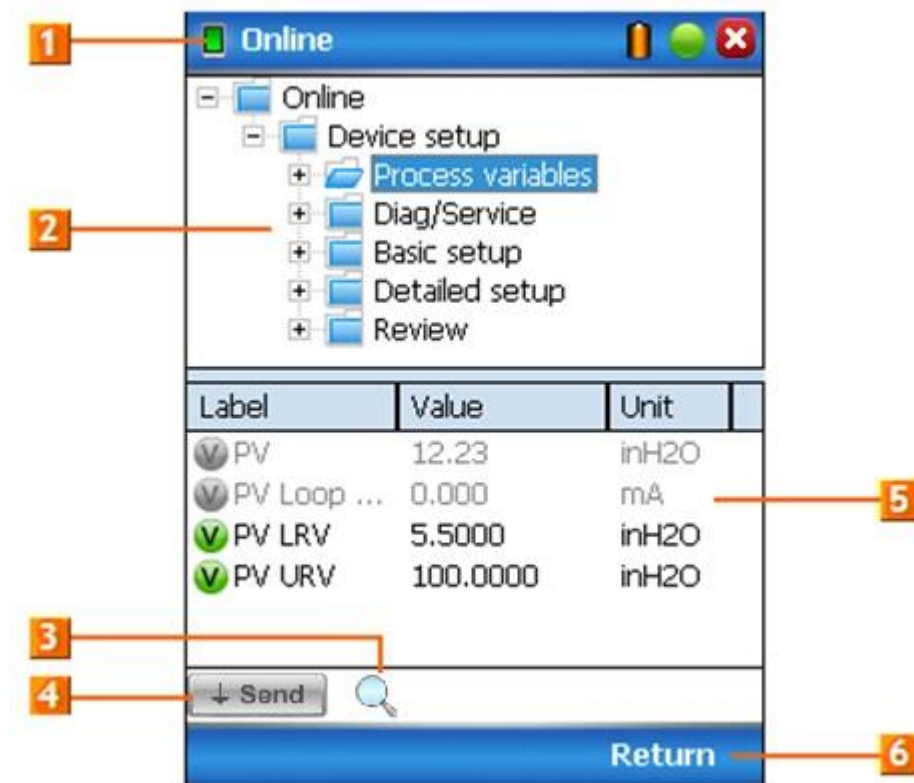 1
Online
Online
Device setup
Process variables
2
Diag/Service
Basic setup
Detailed setup
Review
Label Value Unit
V PV 12.23 inH2O
V PV Loop ... 0.000 mA
5
V PV LRV 5.5000 inH2O
V PV URV 100.0000 inH2O
3
4
↓ Send
Return
6